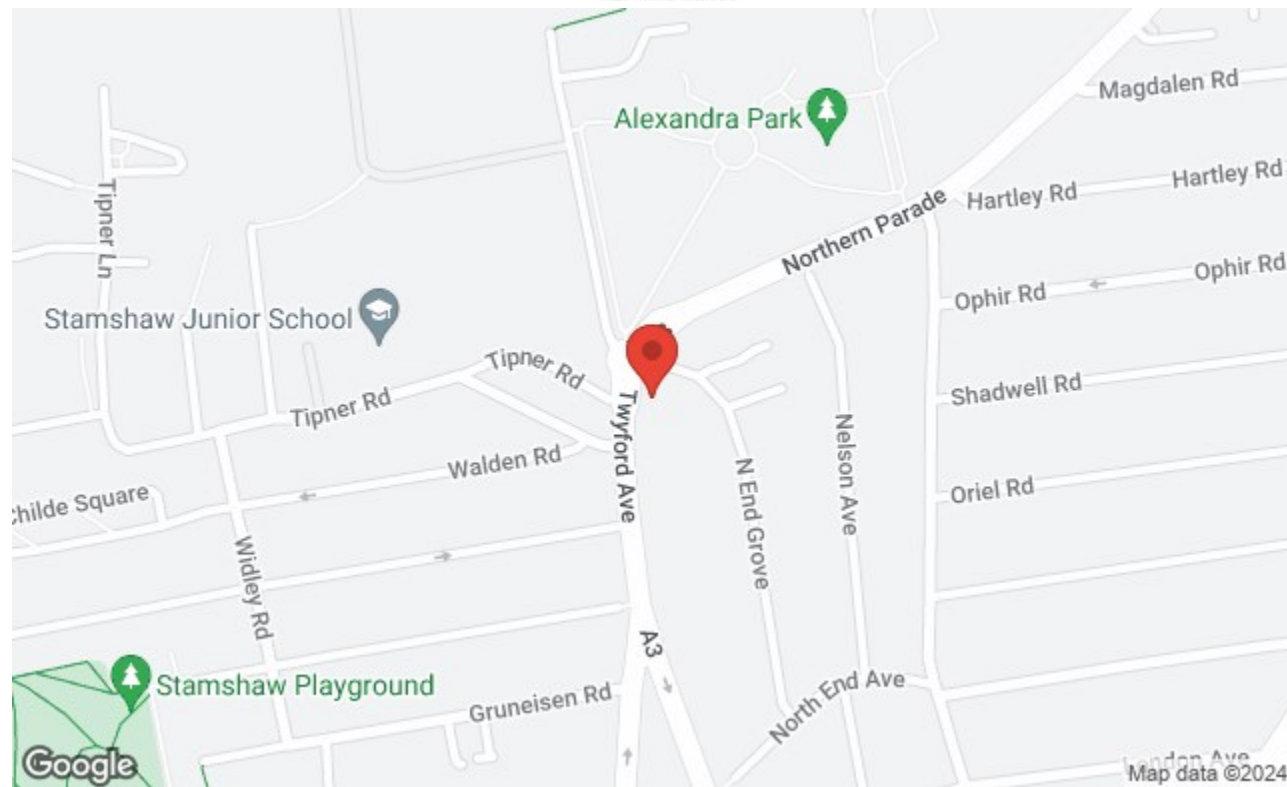 Magdalen Rd
Alexandra Park
Hartley Rd
Hartley Rd
Tipner Ln
Northern Parade
Ophir Rd
Ophir Rd
Stamshaw Junior School
Tipner Rd
Shadwell Rd
Tipner Rd
Twyford Ave
Nelson Ave
Walden Rd
N End Grove
Oriel Rd
Childe Square
Widley Rd
A3
Stamshaw Playground
North End Ave
Gruneisen Rd
London Ave
Google
Map data ©2024